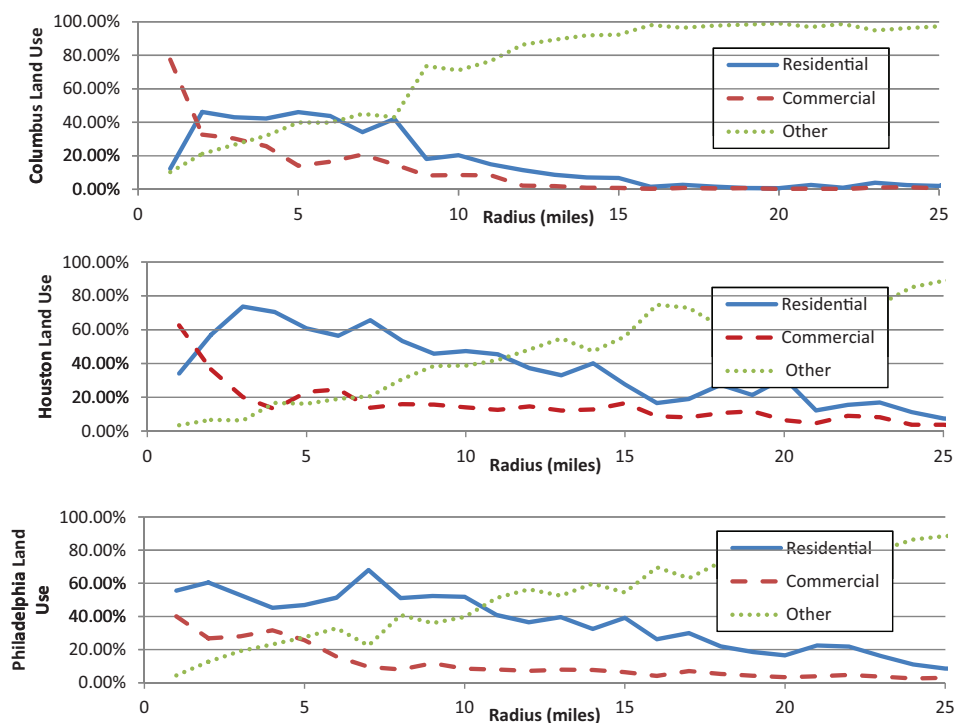 100.00%
80.00%
60.00%
40.00%
20.00%
0.00%
Columbus Land Use
Residential
Commercial
Other
0
5
10
15
20
25
Radius (miles)
100.00%
80.00%
60.00%
40.00%
20.00%
0.00%
Houston Land Use
Residential
Commercial
Other
0
5
10
15
20
25
Radius (miles)
100.00%
80.00%
60.00%
40.00%
20.00%
0.00%
Philadelphia Land
Use
Residential
Commercial
Other
0
5
10
15
20
25
Radius (miles)